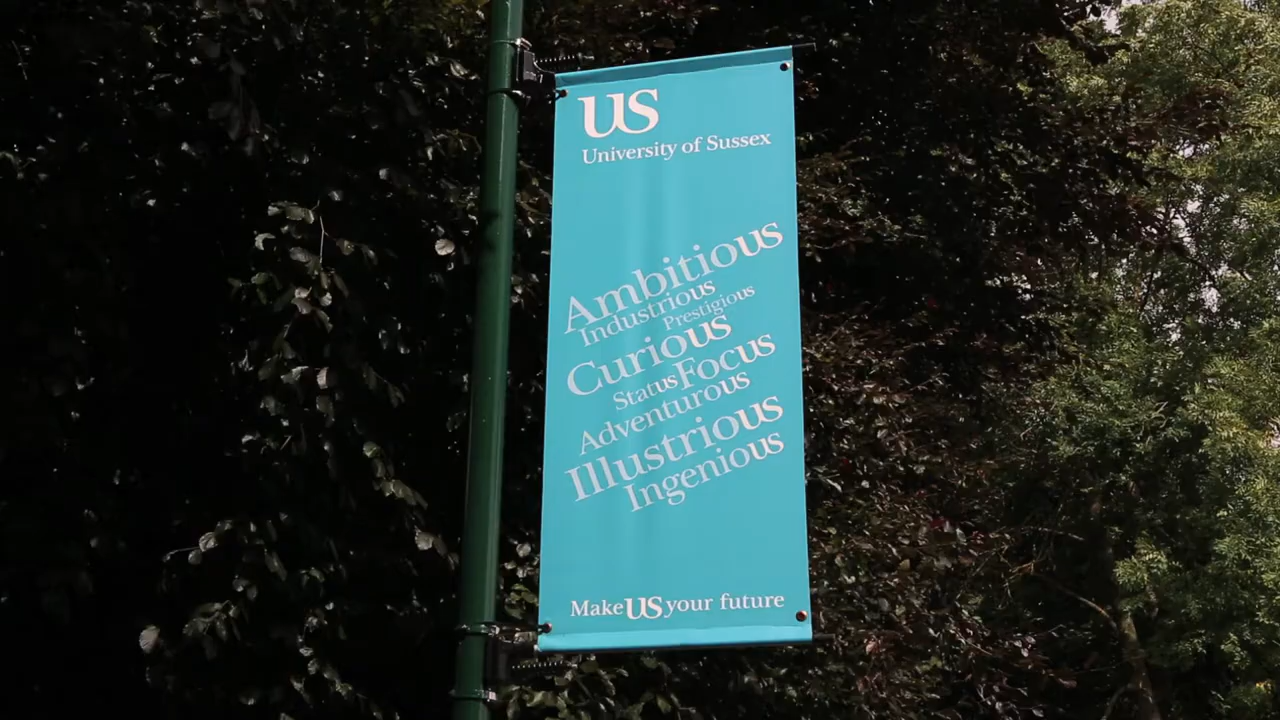 US
University of Sussex
Ambitious
Industrious
Prestigious
Curious
Status Focus
Adventurous
Illustrious
Ingenious
Make US your future